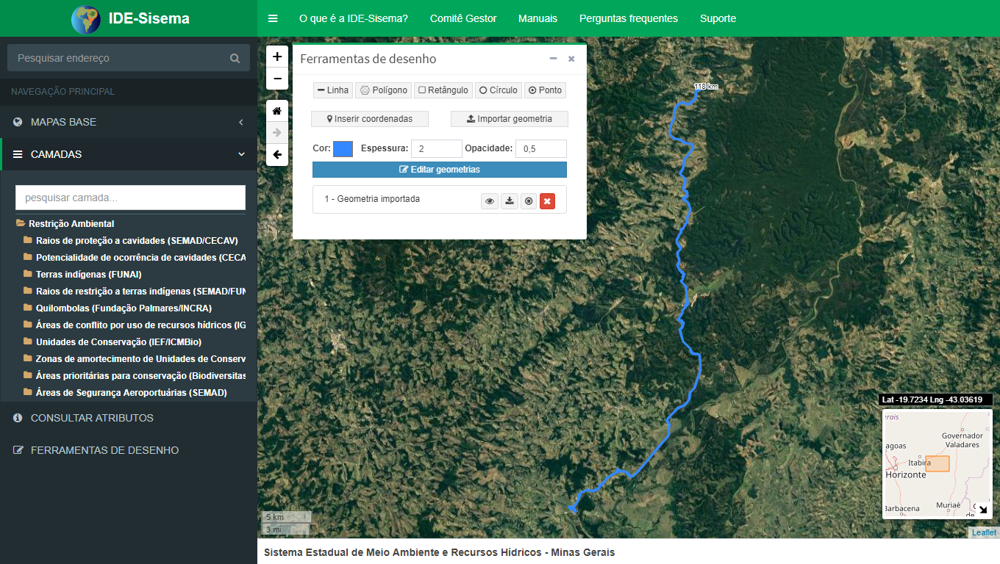 IDE-Sisema
O que é a IDE-Sisema? Comitê Gestor Manuais Perguntas frequentes Suporte
Pesquisar endereço
NAVEGAÇÃO PRINCIPAL
MAPAS BASE
CAMADAS
pesquisar camada...
Restrição Ambiental
Raios de proteção a cavidades (SEMAD/CECAV)
Potencialidade de ocorrência de cavidades (CECA
Terras indígenas (FUNAI)
Raios de restrição a terras indígenas (SEMAD/FUN
Quilombolas (Fundação Palmares/INCRA)
Áreas de conflito por uso de recursos hídricos (IG
Unidades de Conservação (IEF/ICMBio)
Zonas de amortecimento de Unidades de Conserv
Áreas prioritárias para conservação (Biodiversitas
Áreas de Segurança Aeroportuárias (SEMAD)
CONSULTAR ATRIBUTOS
FERRAMENTAS DE DESENHO
+
−
Ferramentas de desenho
Linha Polígono Retângulo Círculo Ponto
Inserir coordenadas Importar geometria
Cor: Espessura: 2 Opacidade: 0,5
Editar geometrias
1 - Geometria importada
118 km
Lat -19.7234 Lng -43.03619
erais
Governador
Valadares
agoas
Itabira
Horizonte
Muriaé
Barbacena
de
5 km
3 mi
Leaflet
Sistema Estadual de Meio Ambiente e Recursos Hídricos - Minas Gerais